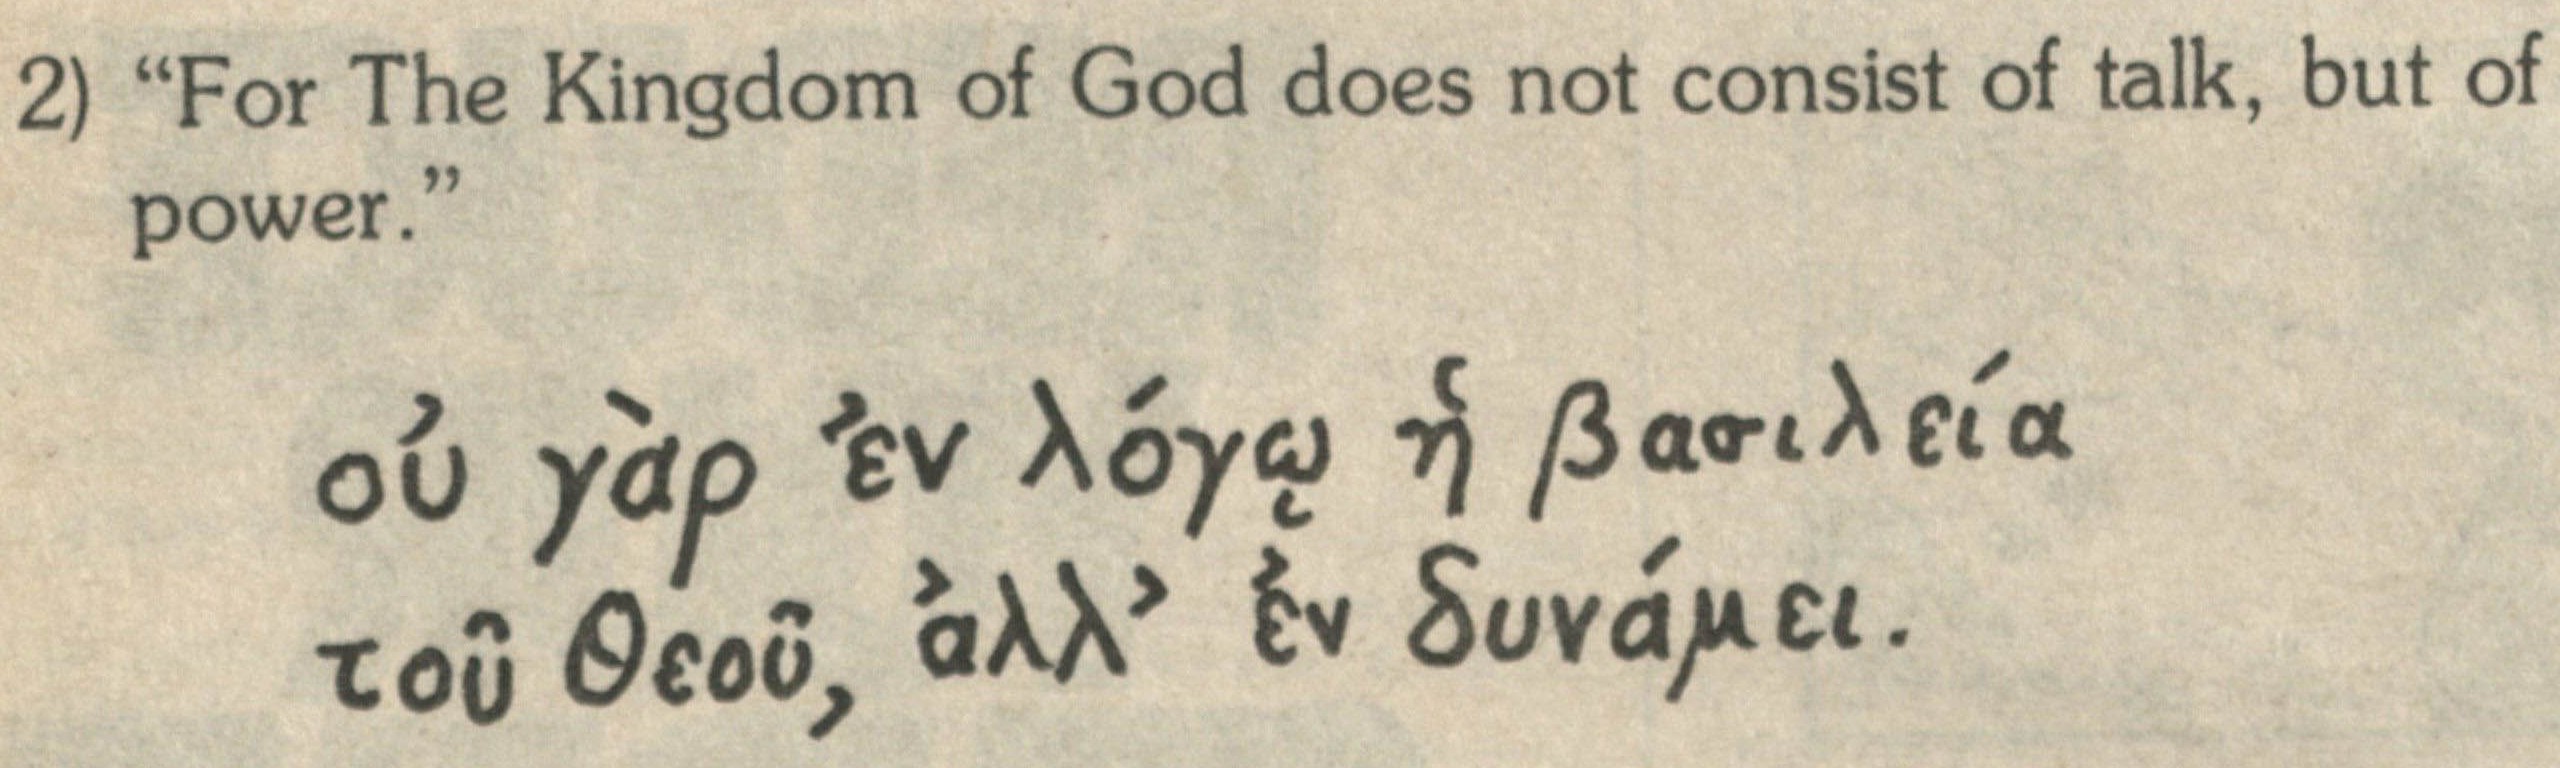 2) “For The Kingdom of God does not consist of talk, but of
power.”
οὐ γὰρ ἐν λόγῳ ἡ βασιλεία
τοῦ Θεοῦ, ἀλλ’ ἐν δυνάμει.